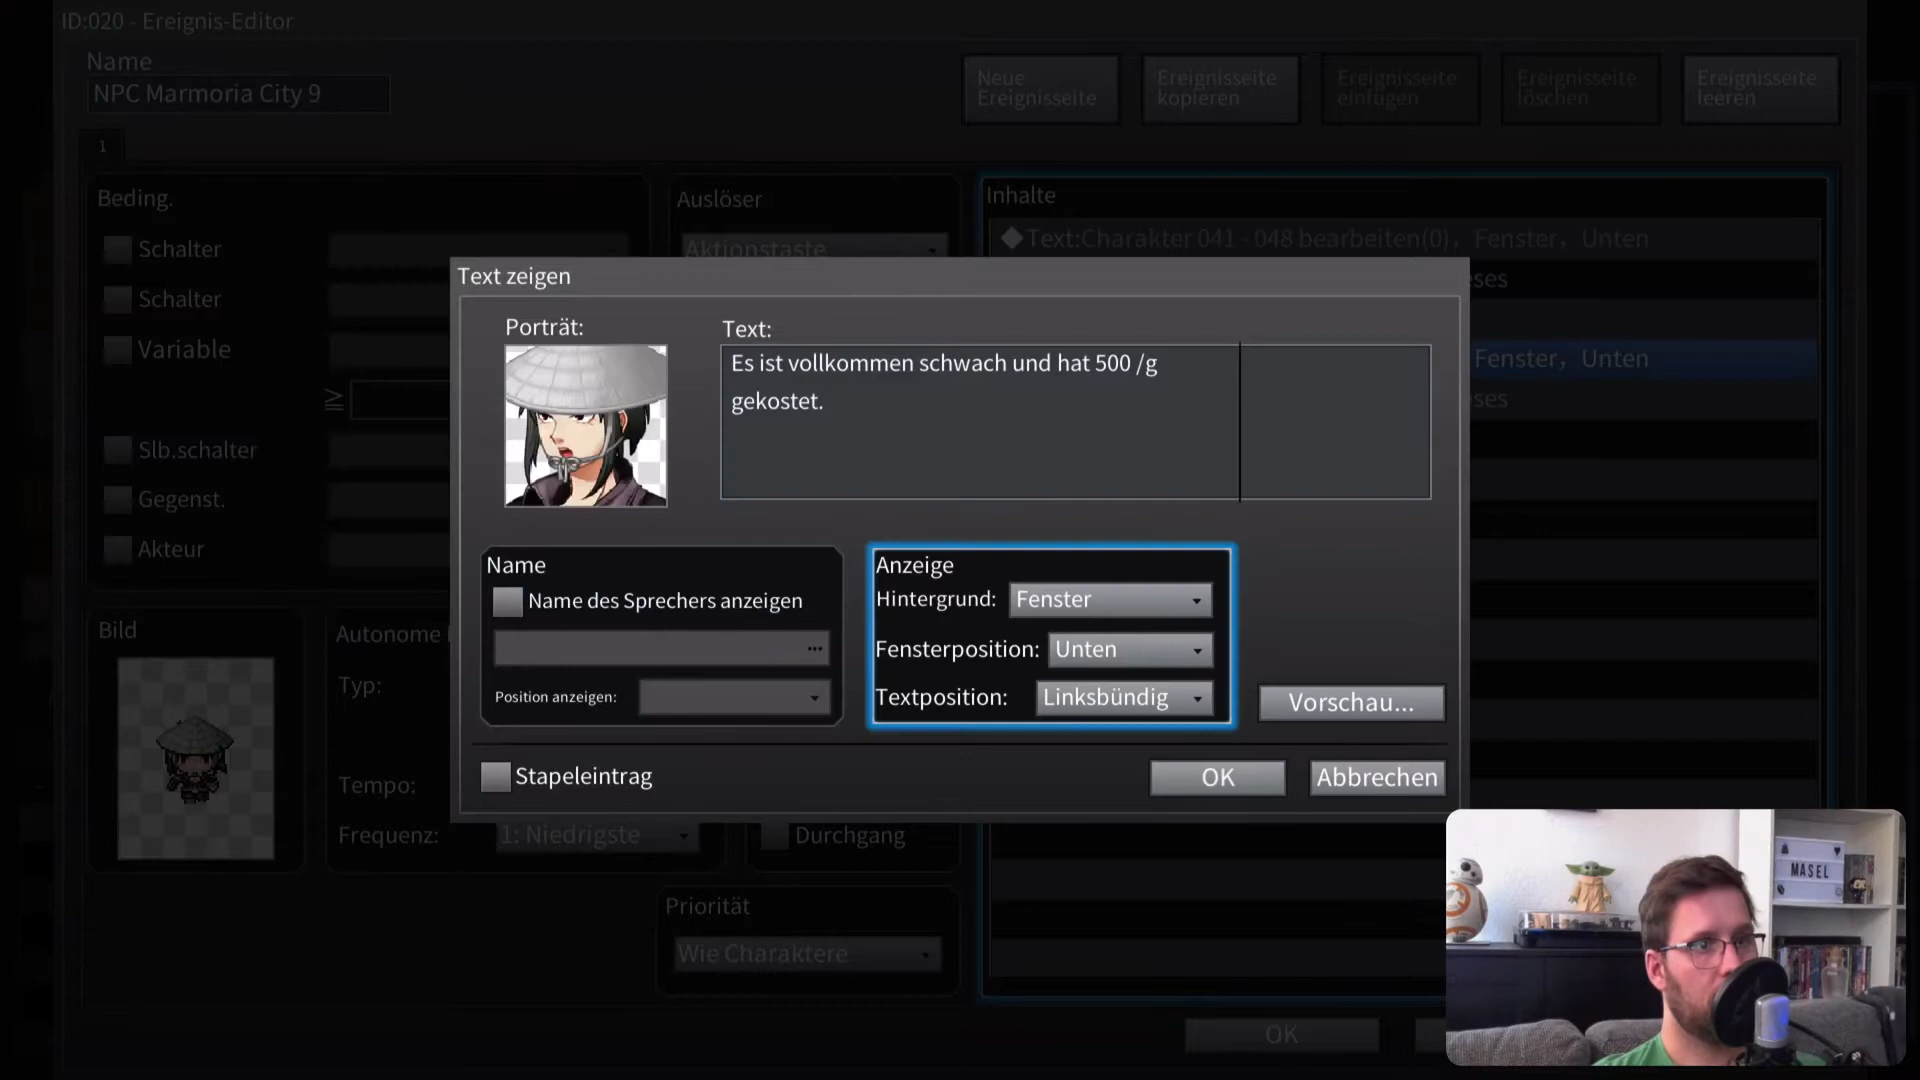 ID:020 - Ereignis-Editor
Name
NPC Marmoria City 9
Neue Ereignisseite
Ereignisseite kopieren
Ereignisseite einfügen
Ereignisseite löschen
Ereignisseite leeren
1
Beding.
Auslöser
Inhalte
Schalter
Aktionstaste
◆Text:Charakter 041 - 048 bearbeiten(0), Fenster, Unten
Text zeigen
ses
Schalter
Porträt:
Text:
Variable
Es ist vollkommen schwach und hat 500 /g
gekostet.
Fenster, Unten
≧
ses
Slb.schalter
Gegenst.
Akteur
Name
Name des Sprechers anzeigen
...
Position anzeigen:
Anzeige
Hintergrund: Fenster
Fensterposition: Unten
Textposition: Linksbündig
Vorschau...
Stapeleintrag
OK
Abbrechen
Bild
Autonome
Typ:
Tempo:
Frequenz:
1: Niedrigste
Durchgang
Priorität
Wie Charaktere
OK
MASEL